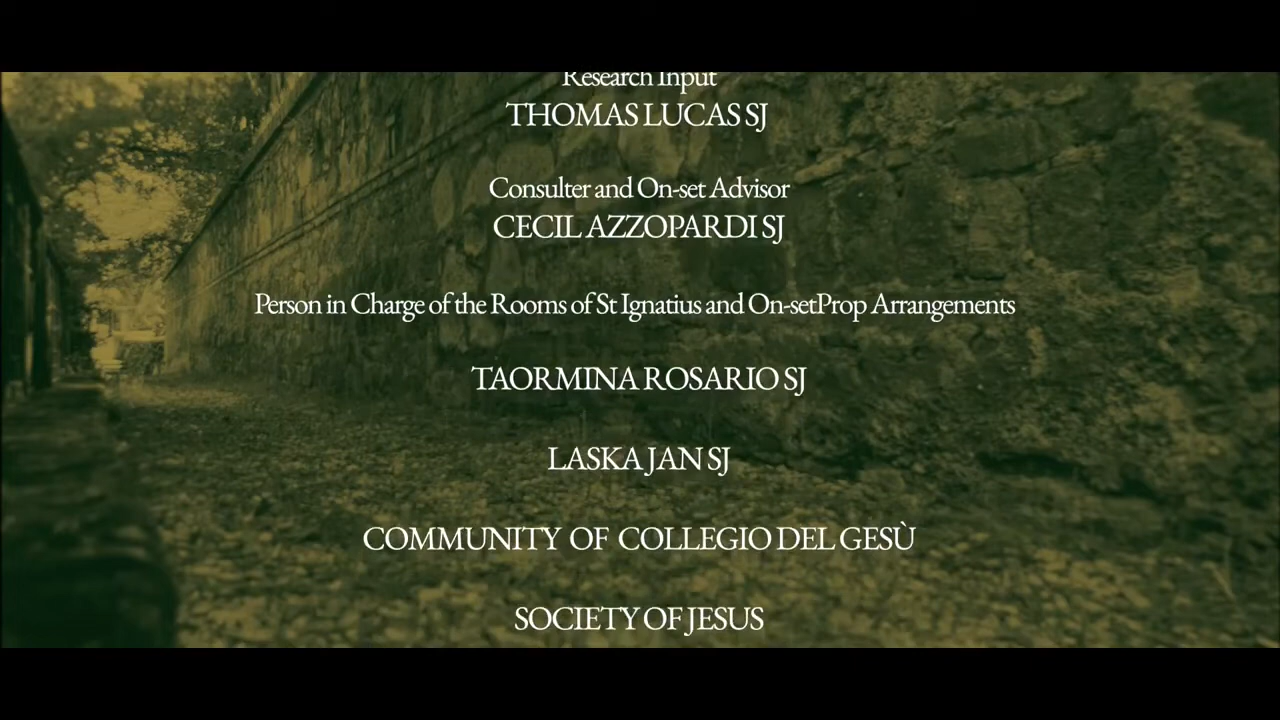 Research Input
THOMAS LUCAS SJ
Consulter and On-set Advisor
CECIL AZZOPARDI SJ
Person in Charge of the Rooms of St Ignatius and On-setProp Arrangements
TAORMINA ROSARIO SJ
LASKA JAN SJ
COMMUNITY OF COLLEGIO DEL GESÙ
SOCIETY OF JESUS